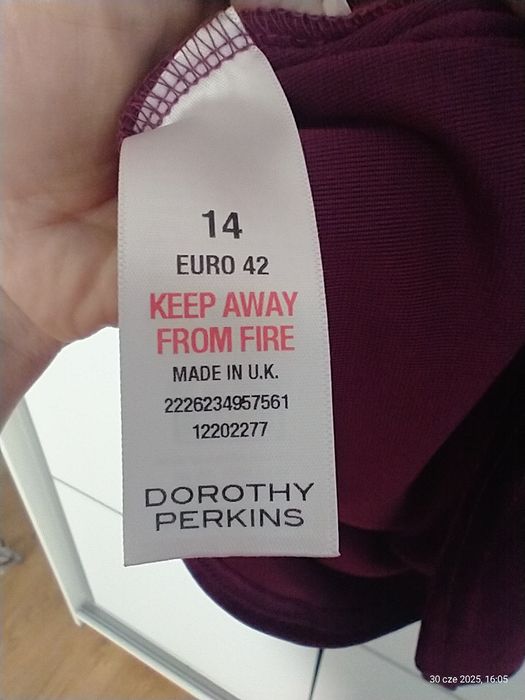 14
EURO 42
KEEP AWAY
FROM FIRE
MADE IN U.K.
2226234957561
12202277
DOROTHY
PERKINS
30 cze 2025, 16:05